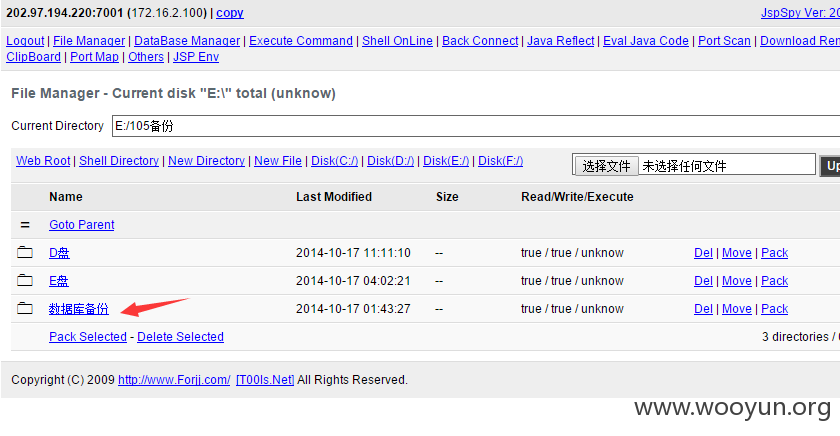 202.97.194.220:7001 (172.16.2.100) | copy JspSpy Ver: 20
Logout | File Manager | DataBase Manager | Execute Command | Shell OnLine | Back Connect | Java Reflect | Eval Java Code | Port Scan | Download Rem
ClipBoard | Port Map | Others | JSP Env
File Manager - Current disk "E:\" total (unknow)
Current Directory E:/105备份
Web Root | Shell Directory | New Directory | New File | Disk(C:/) | Disk(D:/) | Disk(E:/) | Disk(F:/) 选择文件 未选择任何文件 Up
Name Last Modified Size Read/Write/Execute
= Goto Parent
D盘 2014-10-17 11:11:10 -- true / true / unknow Del | Move | Pack
E盘 2014-10-17 04:02:21 -- true / true / unknow Del | Move | Pack
数据库备份 2014-10-17 01:43:27 -- true / true / unknow Del | Move | Pack
Pack Selected - Delete Selected 3 directories /
Copyright (C) 2009 http://www.Forjj.com/ [T00ls.Net] All Rights Reserved.
www.wooyun.org